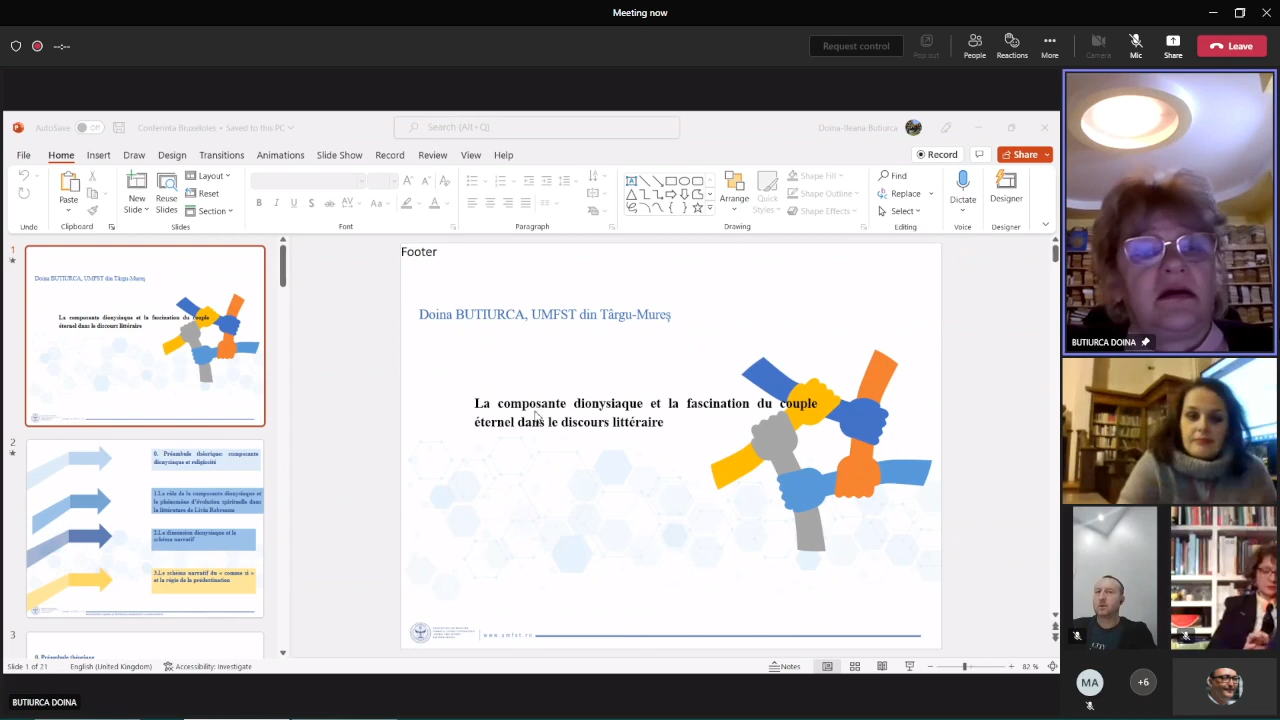 Meeting now
--:--
Request control
Pop out
People
Reactions
More
Camera
Mic
Share
Leave
AutoSave
Off
Conferinta Bruxelloles • Saved to this PC
Search (Alt+Q)
Doina-Ileana Butiurca
File
Home
Insert
Draw
Design
Transitions
Animations
Slide Show
Record
Review
View
Help
Record
Share
Undo
Paste
Clipboard
New
Slide
Reuse
Slides
Layout
Reset
Section
Slides
Font
Paragraph
Arrange
Quick
Styles
Shape Fill
Shape Outline
Shape Effects
Drawing
Find
Replace
Select
Editing
Dictate
Voice
Designer
Designer
1
Doina BUTIURCA, UMFST din Târgu-Mureş
La composante dionysiaque et la fascination du couple
éternel dans le discours littéraire
2
0. Préambule théorique: composante
dionysiaque et religiosité
1.Le rôle de la composante dionysiaque et
le phénomène d'évolution spirituelle dans
la littérature de Liviu Rebreanu
2.La dimension dionysiaque et le
schéma narratif
3.Le schéma narratif du « comme si »
et la régie de la prédestination
3
0. Préambule théorique
Footer
Doina BUTIURCA, UMFST din Târgu-Mureş
La composante dionysiaque et la fascination du couple
éternel dans le discours littéraire
www.umfst.ro
Slide 1 of 21
English (United Kingdom)
Accessibility: Investigate
Notes
82 %
BUTIURCA DOINA
BUTIURCA DOINA
MA
+6